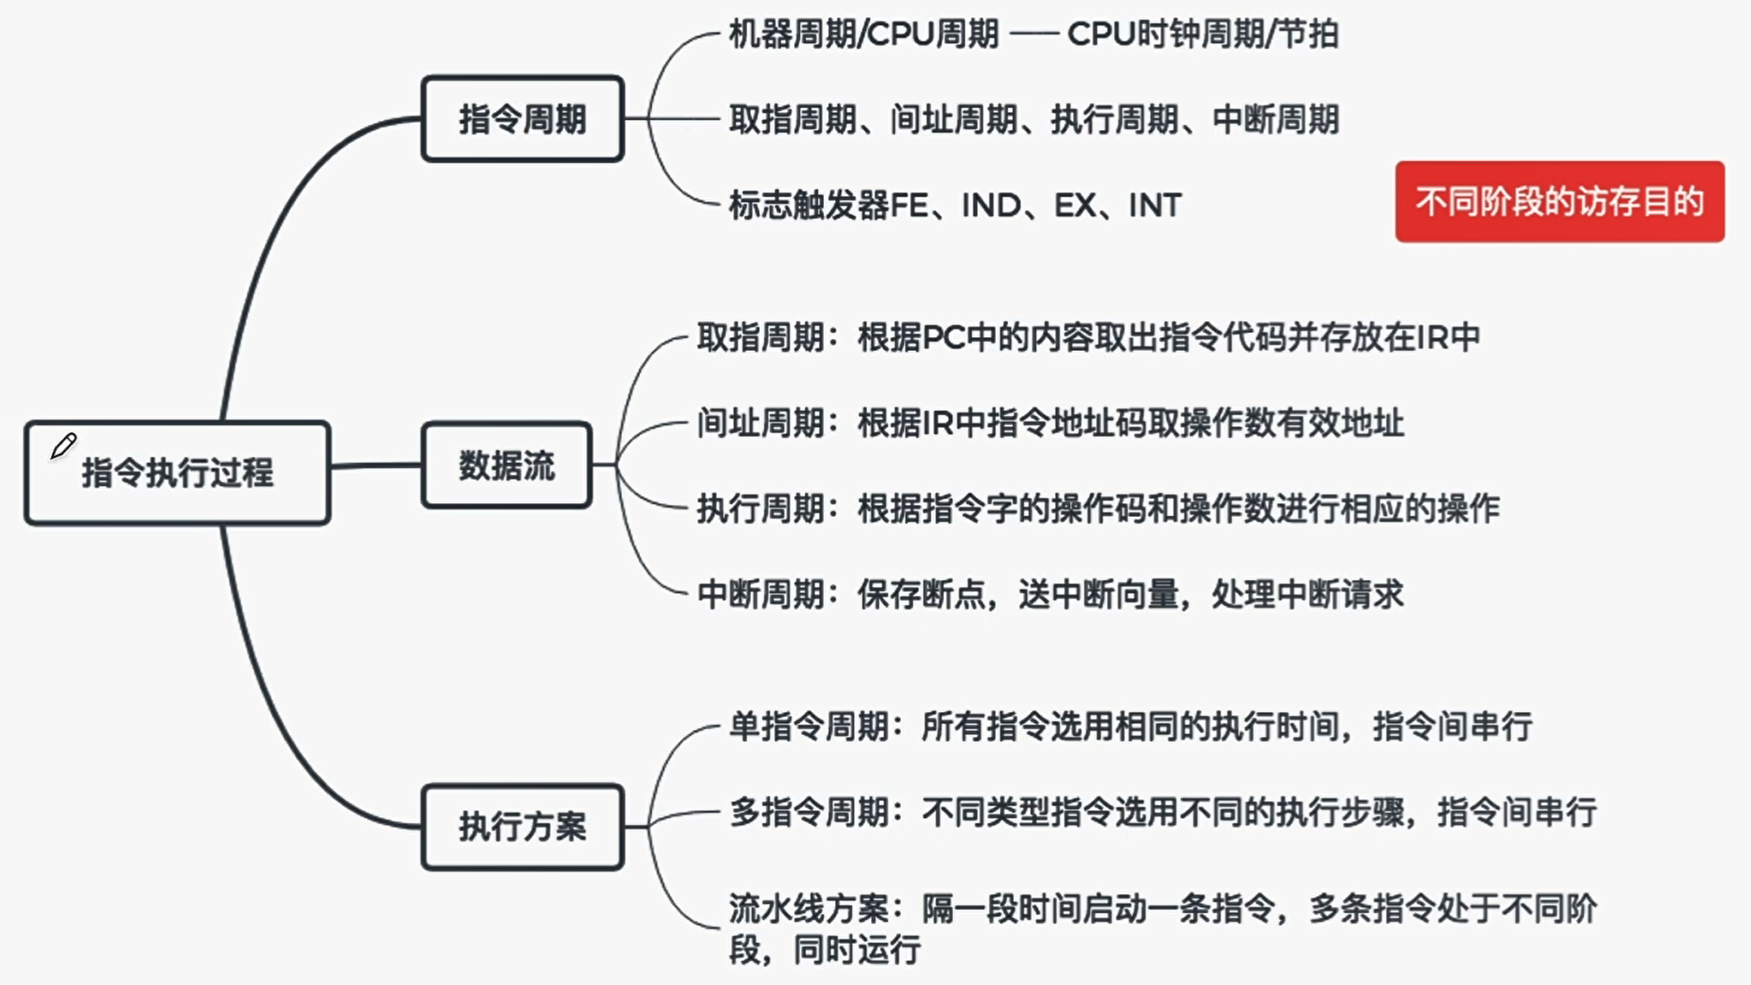 机器周期/CPU周期 —— CPU时钟周期/节拍
指令周期
取指周期、间址周期、执行周期、中断周期
标志触发器FE、IND、EX、INT
不同阶段的访存目的
取指周期：根据PC中的内容取出指令代码并存放在IR中
间址周期：根据IR中指令地址码取操作数有效地址
指令执行过程
数据流
执行周期：根据指令字的操作码和操作数进行相应的操作
中断周期：保存断点，送中断向量，处理中断请求
单指令周期：所有指令选用相同的执行时间，指令间串行
执行方案
多指令周期：不同类型指令选用不同的执行步骤，指令间串行
流水线方案：隔一段时间启动一条指令，多条指令处于不同阶
段，同时运行